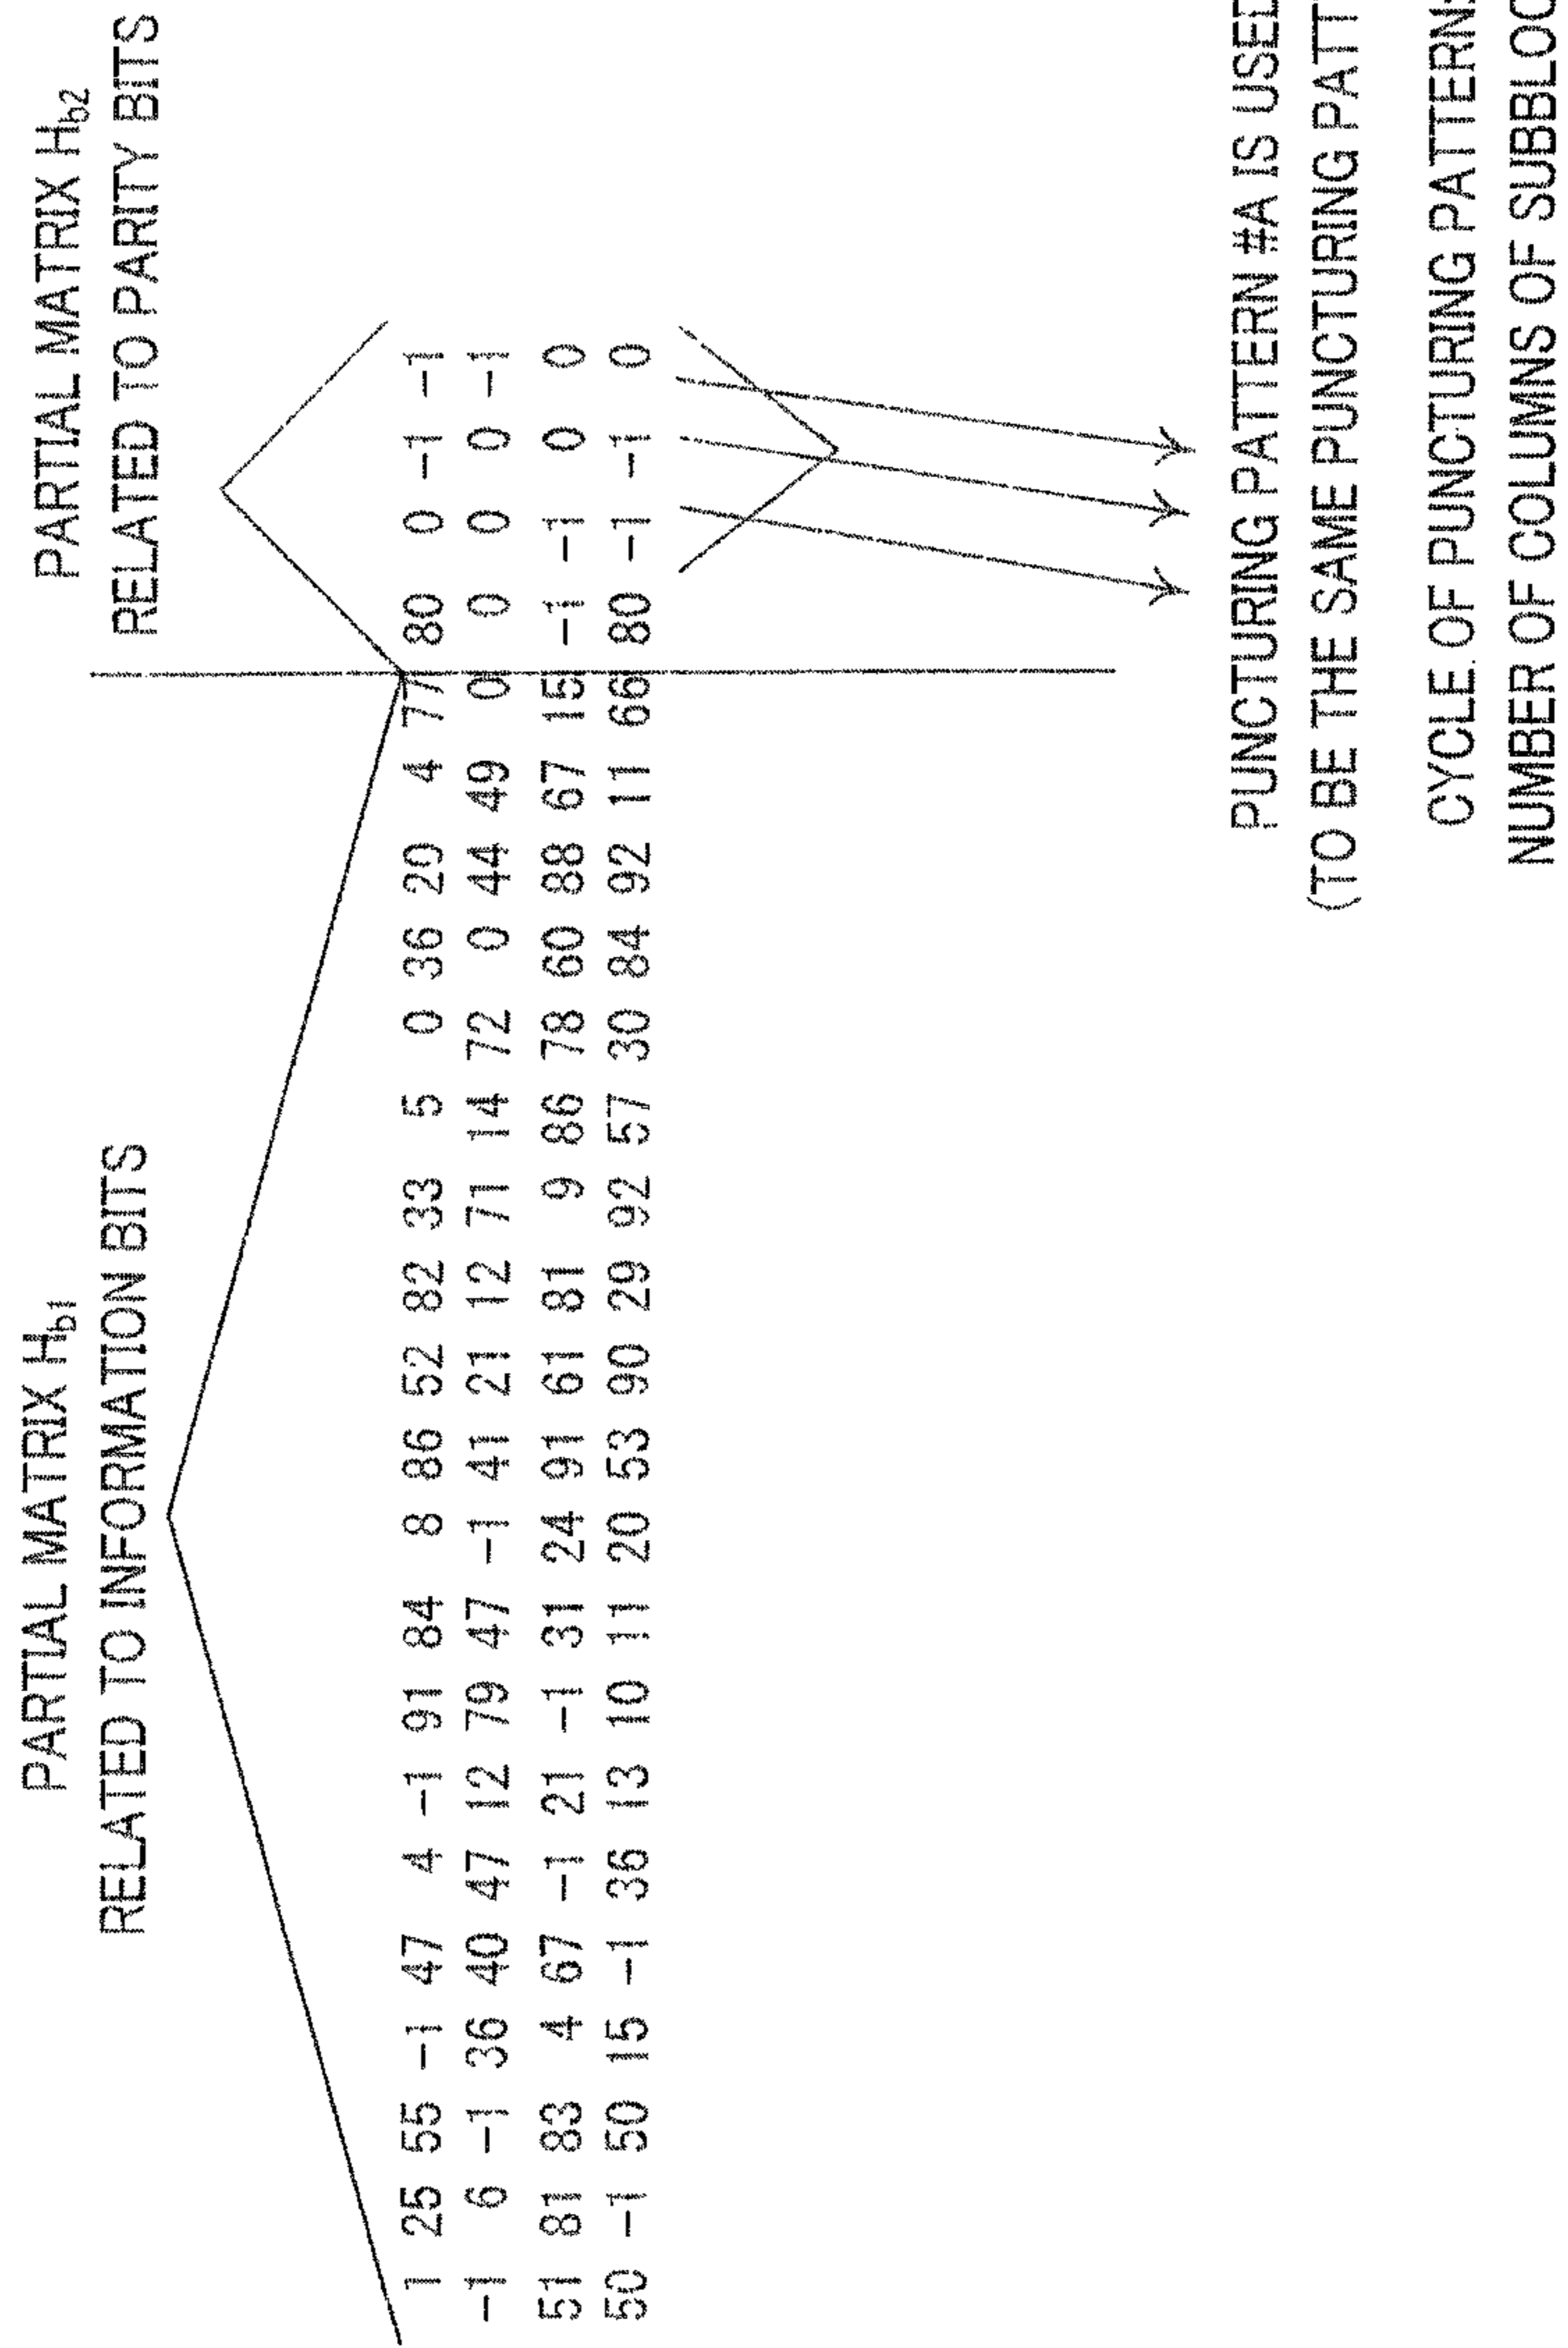 PARTIAL MATRIX Hb1
RELATED TO INFORMATION BITS
PARTIAL MATRIX Hb2
RELATED TO PARITY BITS
1 25 55 −1 47 4 −1 91 84 8 86 52 82 33 5 0 36 20 4 77 80 0 −1 −1
−1 6 −1 36 40 47 12 79 47 −1 41 21 12 71 14 72 0 44 49 0 0 0 0 −1
51 81 83 4 67 −1 21 −1 31 24 91 61 81 9 86 78 60 88 67 15 −1 −1 0 0
50 −1 50 15 −1 36 13 10 11 20 53 90 29 92 57 30 84 92 11 66 80 −1 −1 0
PUNCTURING PATTERN #A IS USED
(TO BE THE SAME PUNCTURING PATT
CYCLE OF PUNCTURING PATTERNS
NUMBER OF COLUMNS OF SUBBLOC